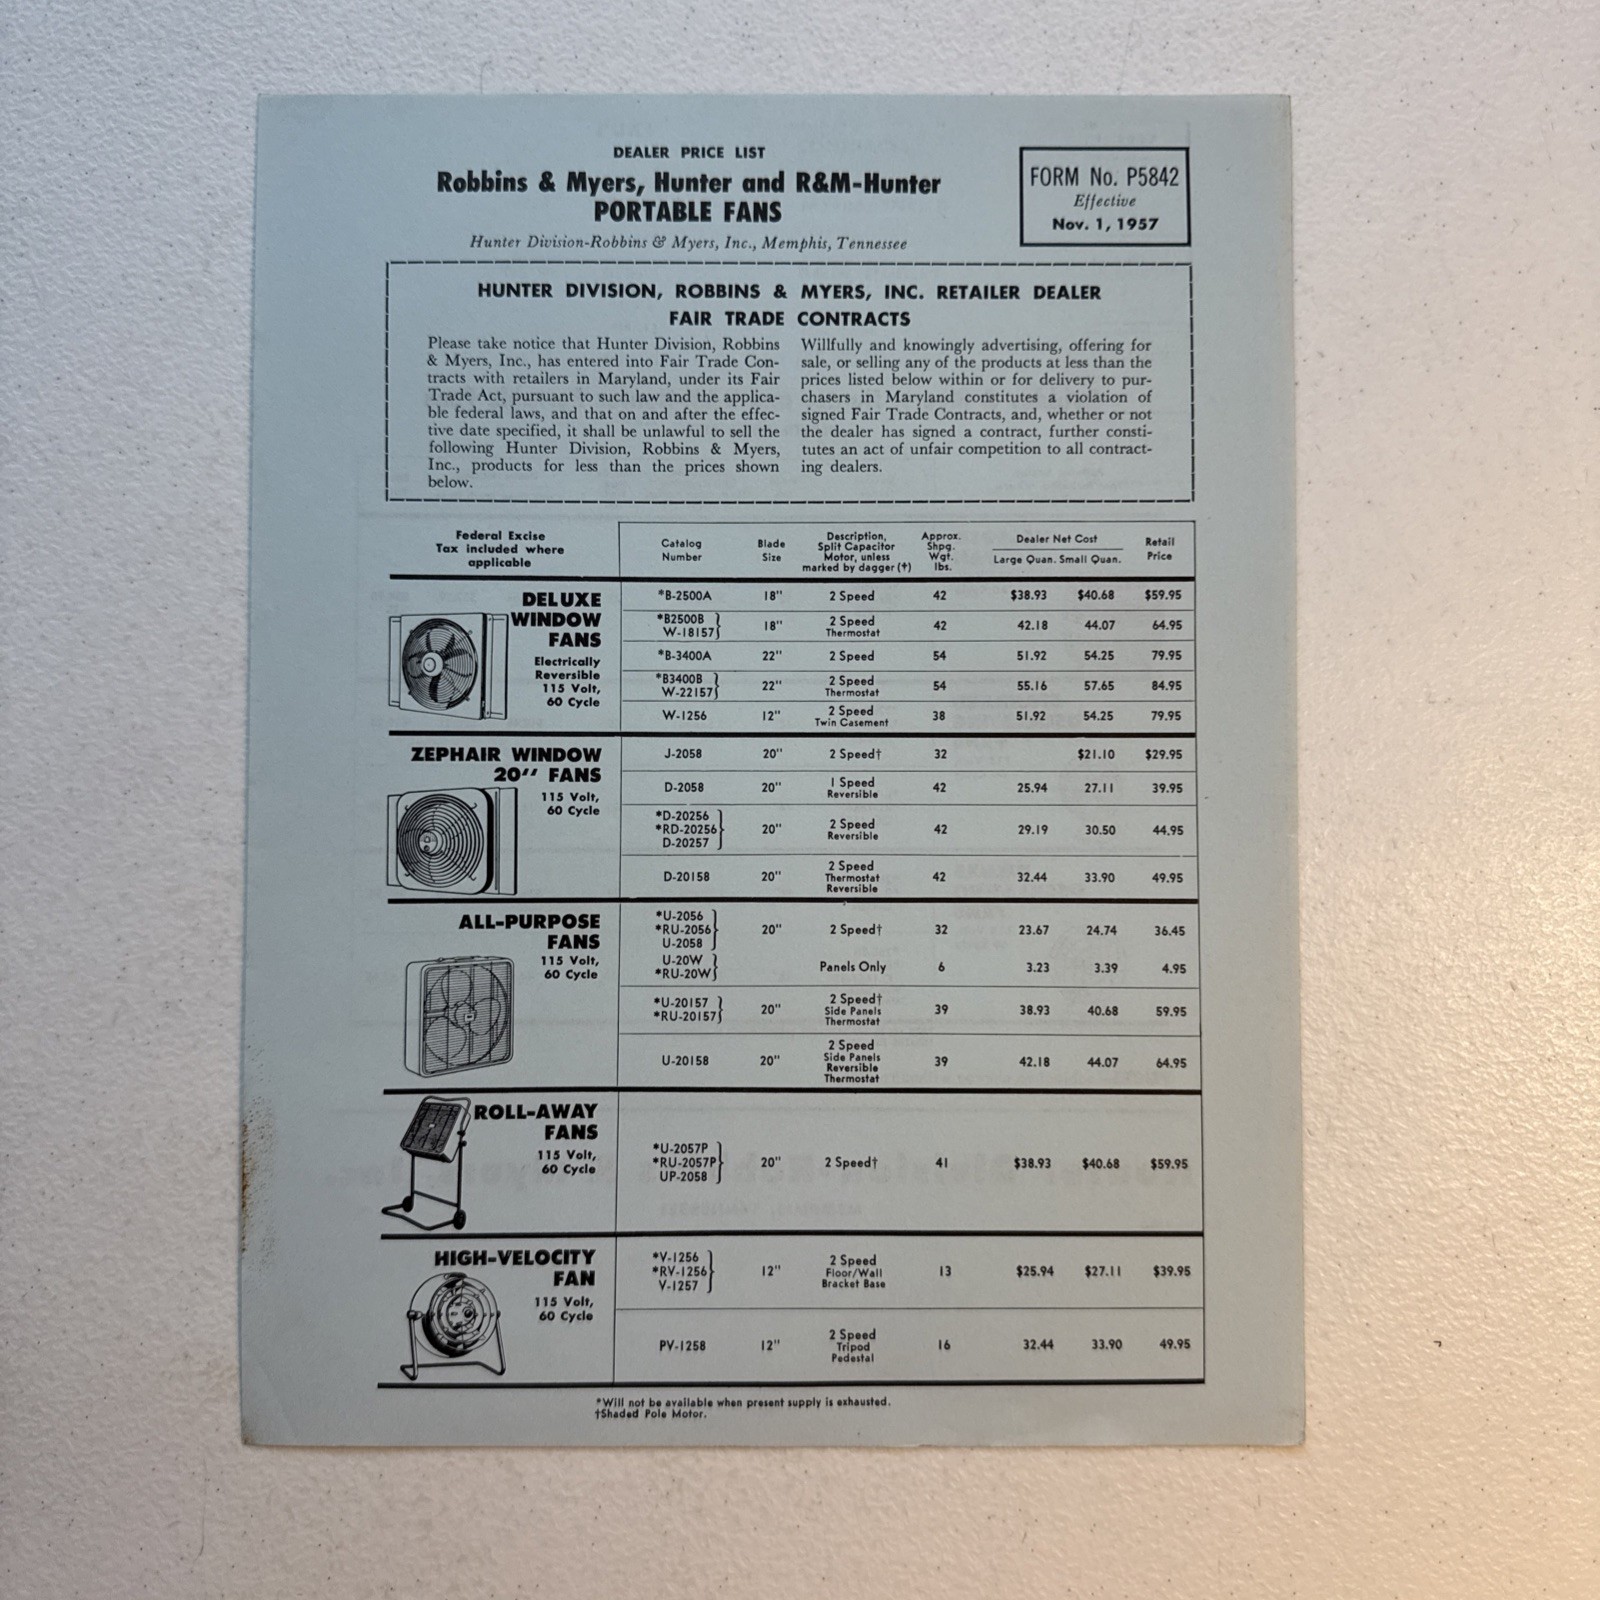 DEALER PRICE LIST
Robbins & Myers, Hunter and R&M-Hunter
PORTABLE FANS
Hunter Division-Robbins & Myers, Inc., Memphis, Tennessee
FORM No. P5842
Effective
Nov. 1, 1957
HUNTER DIVISION, ROBBINS & MYERS, INC. RETAILER DEALER
FAIR TRADE CONTRACTS
Please take notice that Hunter Division, Robbins
& Myers, Inc., has entered into Fair Trade Con-
tracts with retailers in Maryland, under its Fair
Trade Act, pursuant to such law and the applica-
ble federal laws, and that on and after the effec-
tive date specified, it shall be unlawful to sell the
following Hunter Division, Robbins & Myers,
Inc., products for less than the prices shown
below.
Willfully and knowingly advertising, offering for
sale, or selling any of the products at less than the
prices listed below within or for delivery to pur-
chasers in Maryland constitutes a violation of
signed Fair Trade Contracts, and, whether or not
the dealer has signed a contract, further consti-
tutes an act of unfair competition to all contract-
ing dealers.
Federal Excise
Tax included where
applicable
Catalog
Number
Blade
Size
Description,
Split Capacitor
Motor, unless
marked by dagger (†)
Approx.
Shpg.
Wgt.
lbs.
Dealer Net Cost
Large Quan. Small Quan.
Retail
Price
DELUXE
WINDOW
FANS
Electrically
Reversible
115 Volt,
60 Cycle
*B-2500A 18" 2 Speed 42 $38.93 $40.68 $59.95
*B2500B
W-18157
18" 2 Speed
Thermostat
42 42.18 44.07 64.95
*B-3400A 22" 2 Speed 54 51.92 54.25 79.95
*B3400B
W-22157
22" 2 Speed
Thermostat
54 55.16 57.65 84.95
W-1256 12" 2 Speed
Twin Casement
38 51.92 54.25 79.95
ZEPHAIR WINDOW
20" FANS
115 Volt,
60 Cycle
J-2058 20" 2 Speed† 32 $21.10 $29.95
D-2058 20" 1 Speed
Reversible
42 25.94 27.11 39.95
*D-20256
*RD-20256
D-20257
20" 2 Speed
Reversible
42 29.19 30.50 44.95
D-20158 20" 2 Speed
Thermostat
Reversible
42 32.44 33.90 49.95
ALL-PURPOSE
FANS
115 Volt,
60 Cycle
*U-2056
*RU-2056
U-2058
20" 2 Speed† 32 23.67 24.74 36.45
U-20W
*RU-20W
Panels Only 6 3.23 3.39 4.95
*U-20157
*RU-20157
20" 2 Speed†
Side Panels
Thermostat
39 38.93 40.68 59.95
U-20158 20" 2 Speed
Side Panels
Reversible
Thermostat
39 42.18 44.07 64.95
ROLL-AWAY
FANS
115 Volt,
60 Cycle
*U-2057P
*RU-2057P
UP-2058
20" 2 Speed† 41 $38.93 $40.68 $59.95
HIGH-VELOCITY
FAN
115 Volt,
60 Cycle
*V-1256
*RV-1256
V-1257
12" 2 Speed
Floor/Wall
Bracket Base
13 $25.94 $27.11 $39.95
PV-1258 12" 2 Speed
Tripod
Pedestal
16 32.44 33.90 49.95
*Will not be available when present supply is exhausted.
†Shaded Pole Motor.